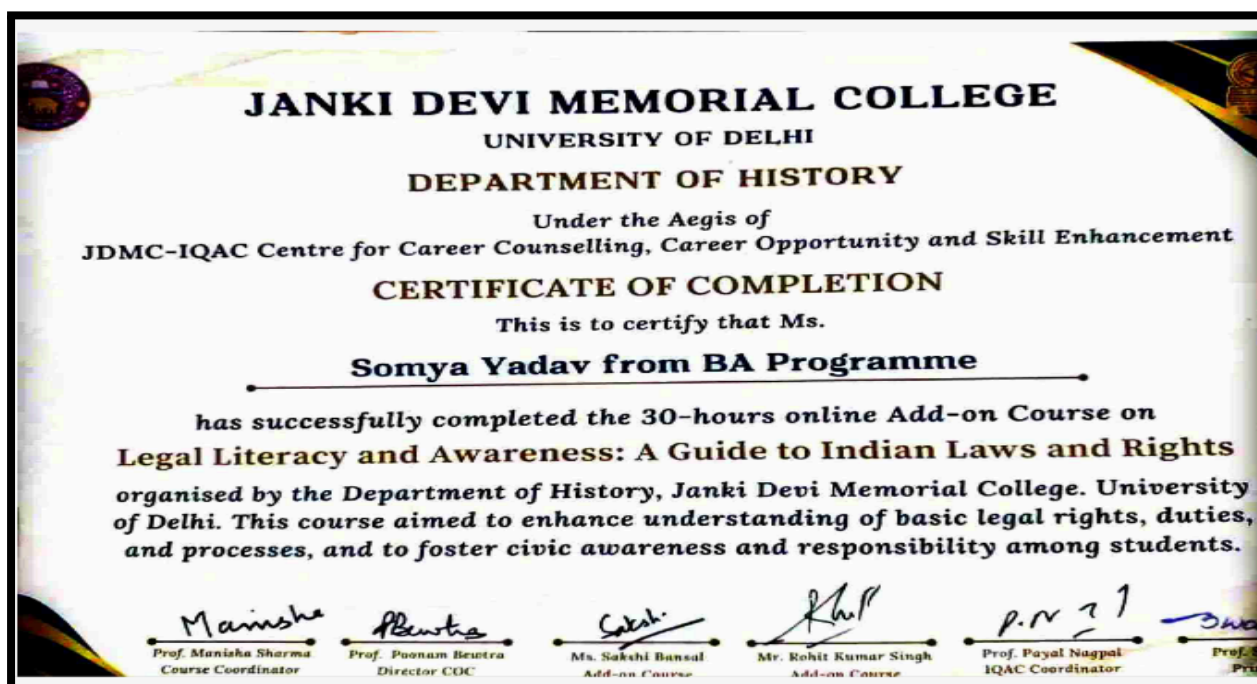 JANKI DEVI MEMORIAL COLLEGE
UNIVERSITY OF DELHI
DEPARTMENT OF HISTORY
Under the Aegis of
JDMC-IQAC Centre for Career Counselling, Career Opportunity and Skill Enhancement
CERTIFICATE OF COMPLETION
This is to certify that Ms.
Somya Yadav from BA Programme
has successfully completed the 30-hours online Add-on Course on
Legal Literacy and Awareness: A Guide to Indian Laws and Rights
organised by the Department of History, Janki Devi Memorial College. University
of Delhi. This course aimed to enhance understanding of basic legal rights, duties,
and processes, and to foster civic awareness and responsibility among students.
Manisha PBewtra Sakshi P.N
Prof. Manisha Sharma Prof. Poonam Bewtra Ms. Sakshi Bansal Mr. Rohit Kumar Singh Prof. Payal Nagpal Prof.
Course Coordinator Director COC Add-on Course Add-on Course IQAC Coordinator